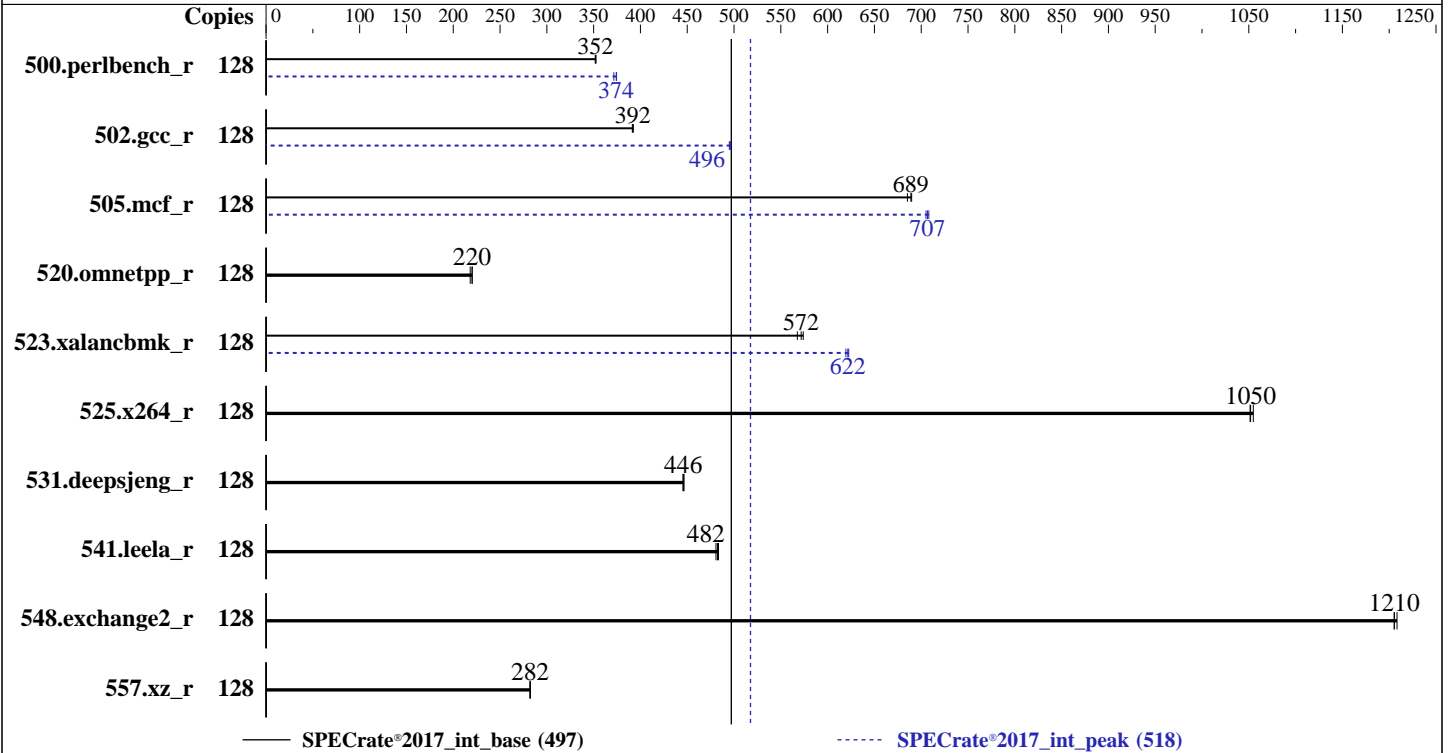 Copies 0 100 150 200 250 300 350 400 450 500 550 600 650 700 750 800 850 900 950 1050 1150 1250
500.perlbench_r 128 352
374
502.gcc_r 128 392
496
505.mcf_r 128 689
707
520.omnetpp_r 128 220
523.xalancbmk_r 128 572
622
525.x264_r 128 1050
531.deepsjeng_r 128 446
541.leela_r 128 482
548.exchange2_r 128 1210
557.xz_r 128 282
SPECrate®2017_int_base (497) SPECrate®2017_int_peak (518)